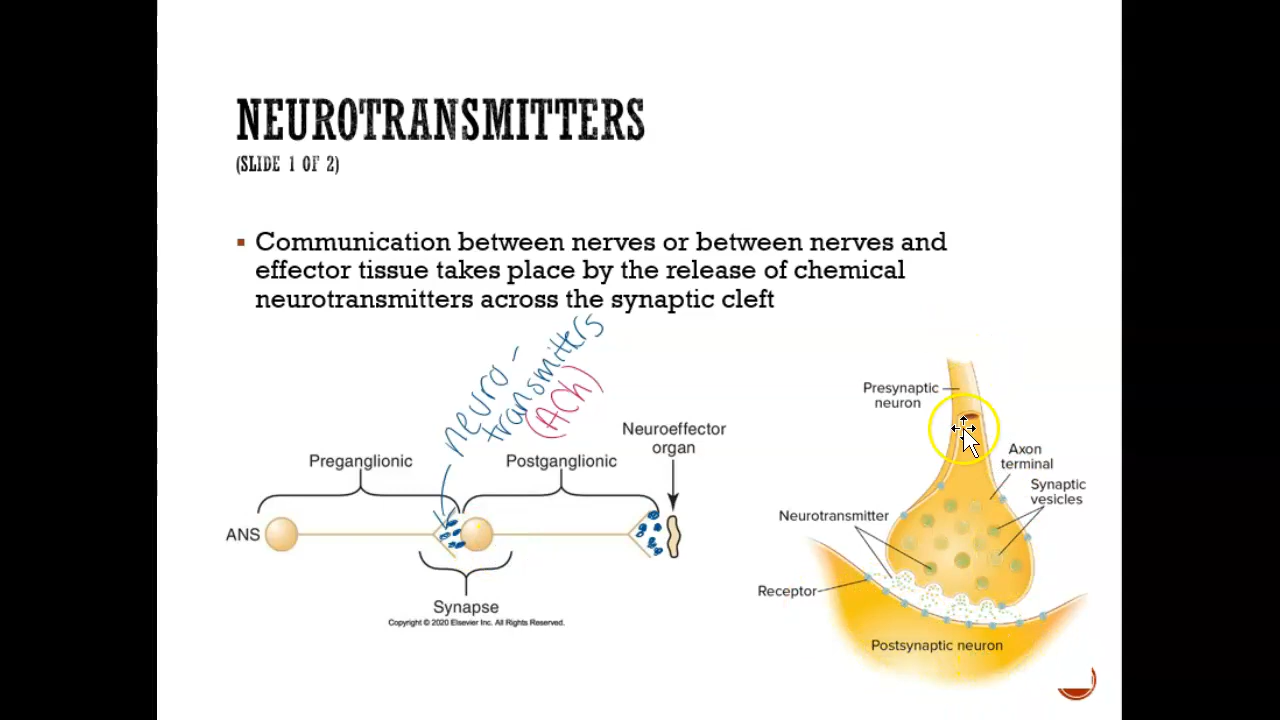 NEUROTRANSMITTERS
(SLIDE 1 OF 2)
▪ Communication between nerves or between nerves and
effector tissue takes place by the release of chemical
neurotransmitters across the synaptic cleft
neuro-
transmitters
(ACh)
Neuroeffector
organ
Preganglionic
Postganglionic
ANS
Synapse
Copyright © 2020 Elsevier Inc. All Rights Reserved.
Presynaptic
neuron
Axon
terminal
Synaptic
vesicles
Neurotransmitter
Receptor
Postsynaptic neuron